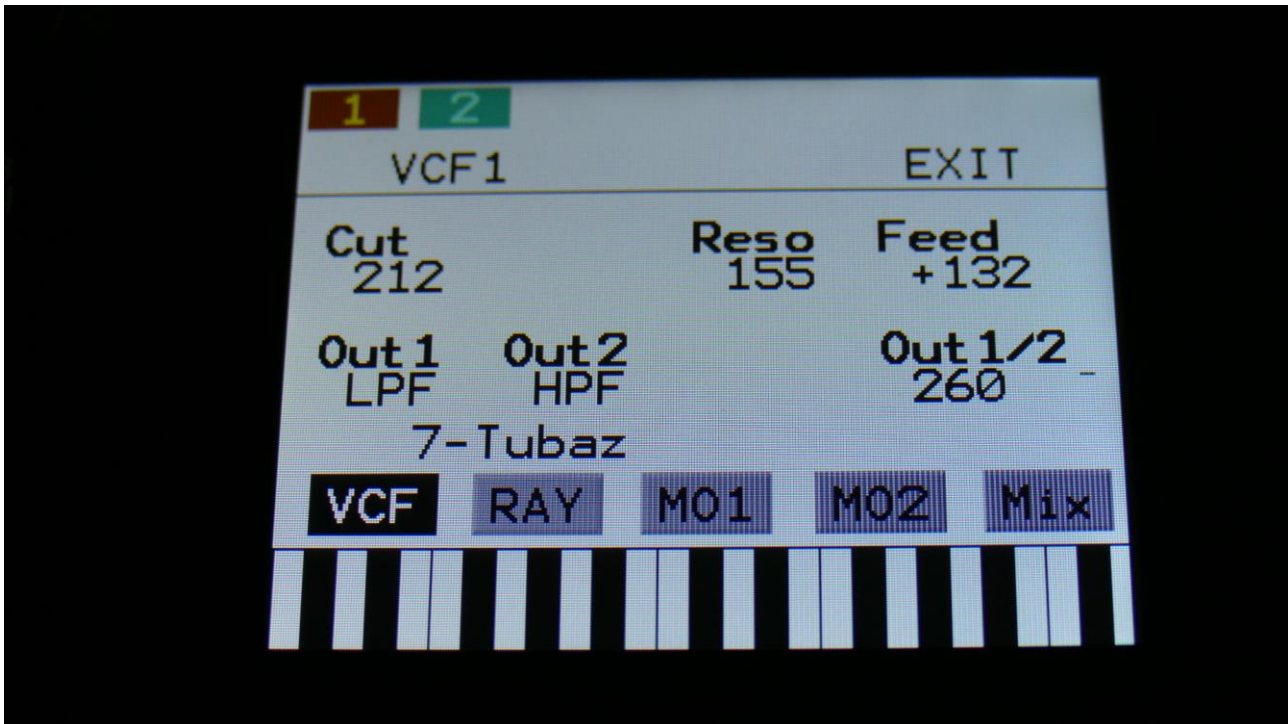 1 2
VCF1 EXIT
Cut Reso Feed
212 155 +132
Out1 Out2 Out1/2
LPF HPF 260
7-Tubaz
VCF RAY MO1 MO2 Mix